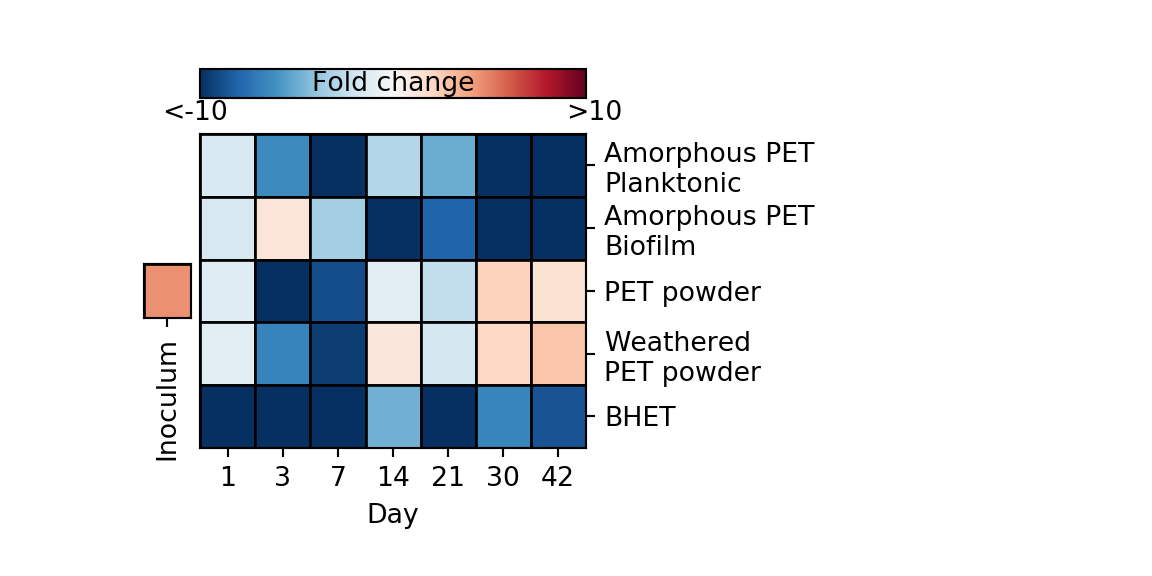 Fold change
<-10
>10
Amorphous PET
Planktonic
Amorphous PET
Biofilm
PET powder
Weathered
PET powder
BHET
Inoculum
1 3 7 14 21 30 42
Day